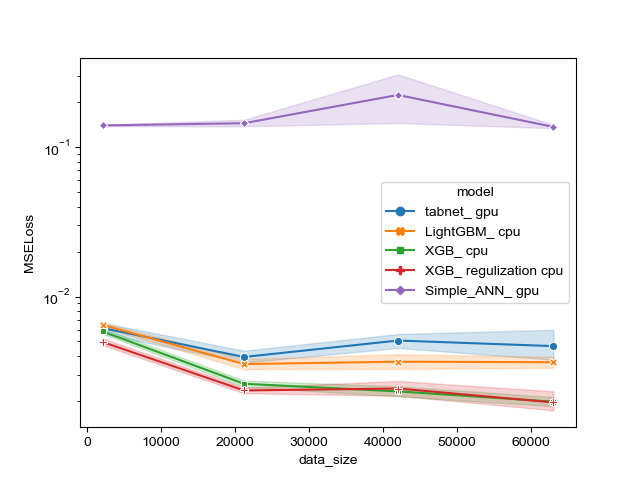 MSELoss
10⁻¹
10⁻²
model
tabnet_ gpu
LightGBM_ cpu
XGB_ cpu
XGB_ regulization cpu
Simple_ANN_ gpu
0 10000 20000 30000 40000 50000 60000
data_size